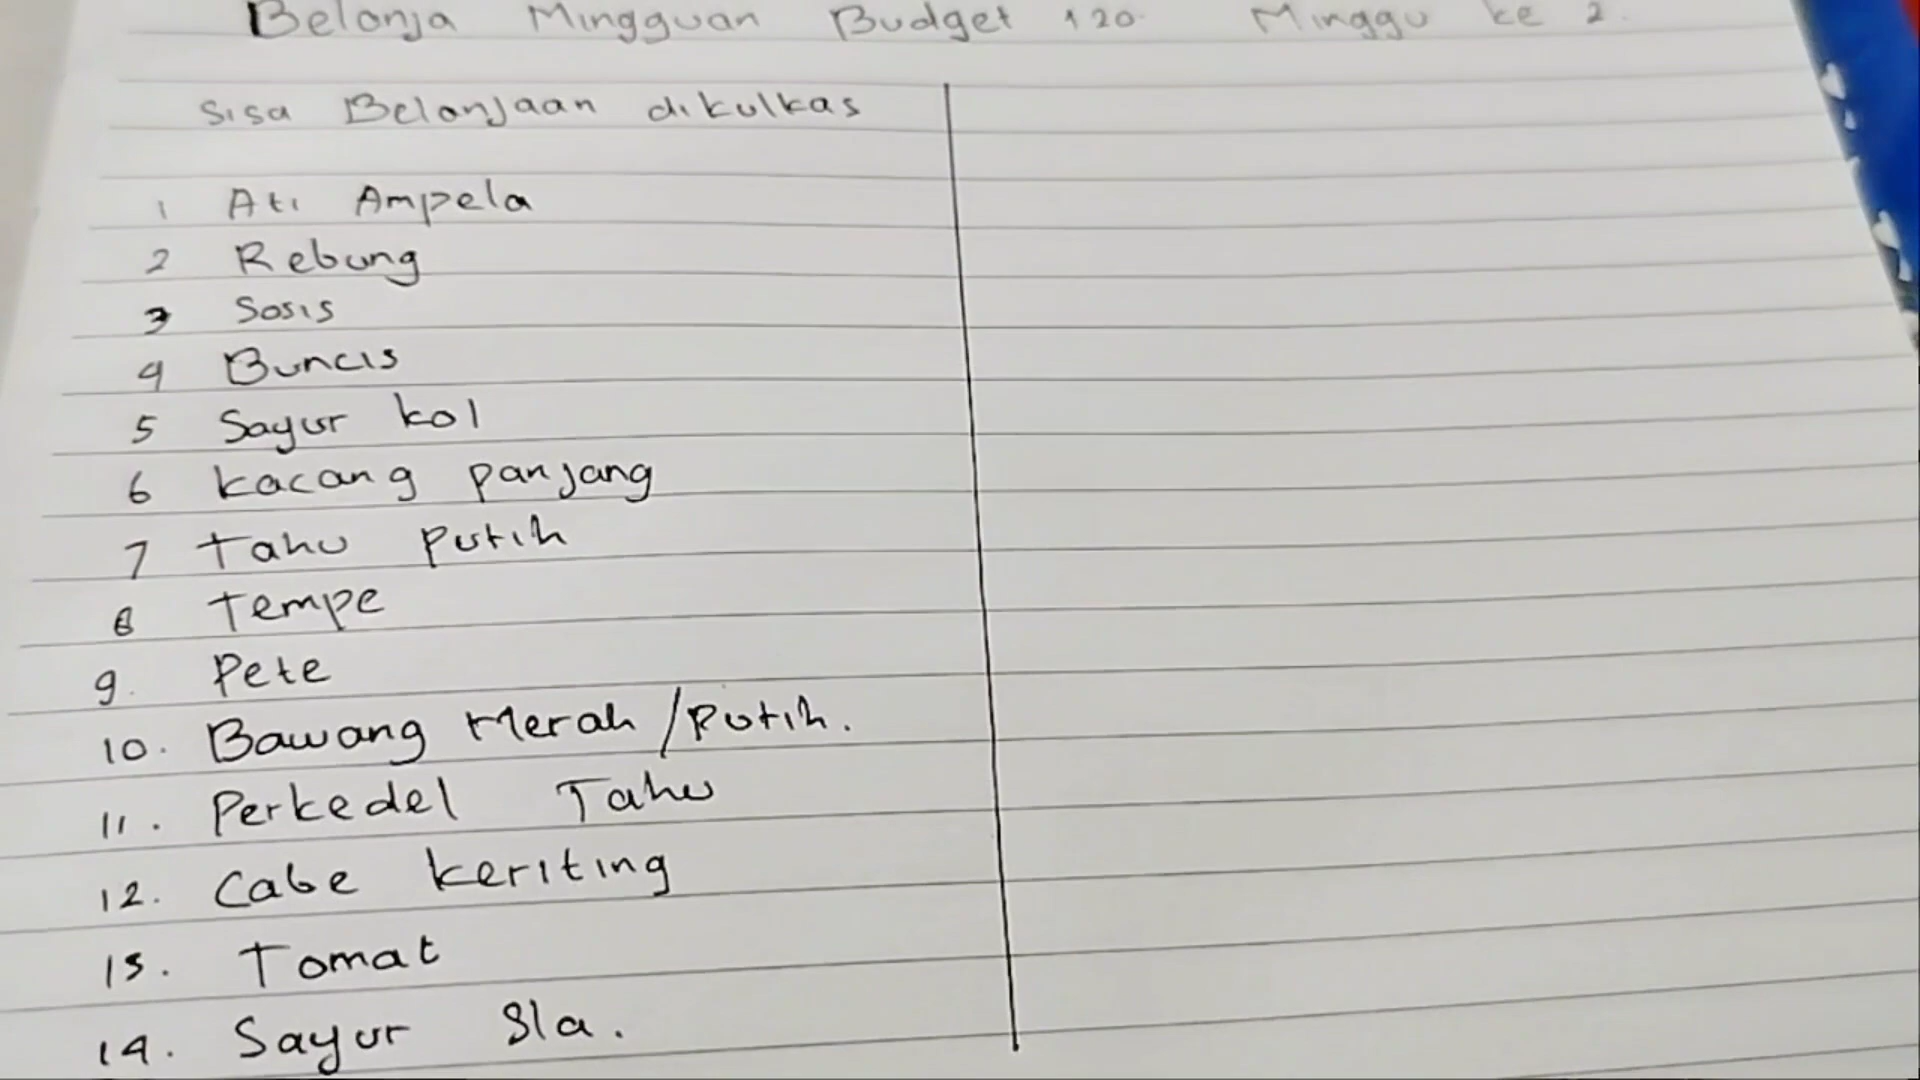 Belanja Mingguan Budget 120. Minggu ke 2.
Sisa Belanjaan dikulkas
1 Ati Ampela
2 Rebung
3 Sosis
4 Buncis
5 Sayur kol
6 kacang panjang
7 Tahu putih
8 Tempe
9. Pete
10. Bawang Merah / putih.
11. Perkedel Tahu
12. Cabe keriting
13. Tomat
14. Sayur Sla.